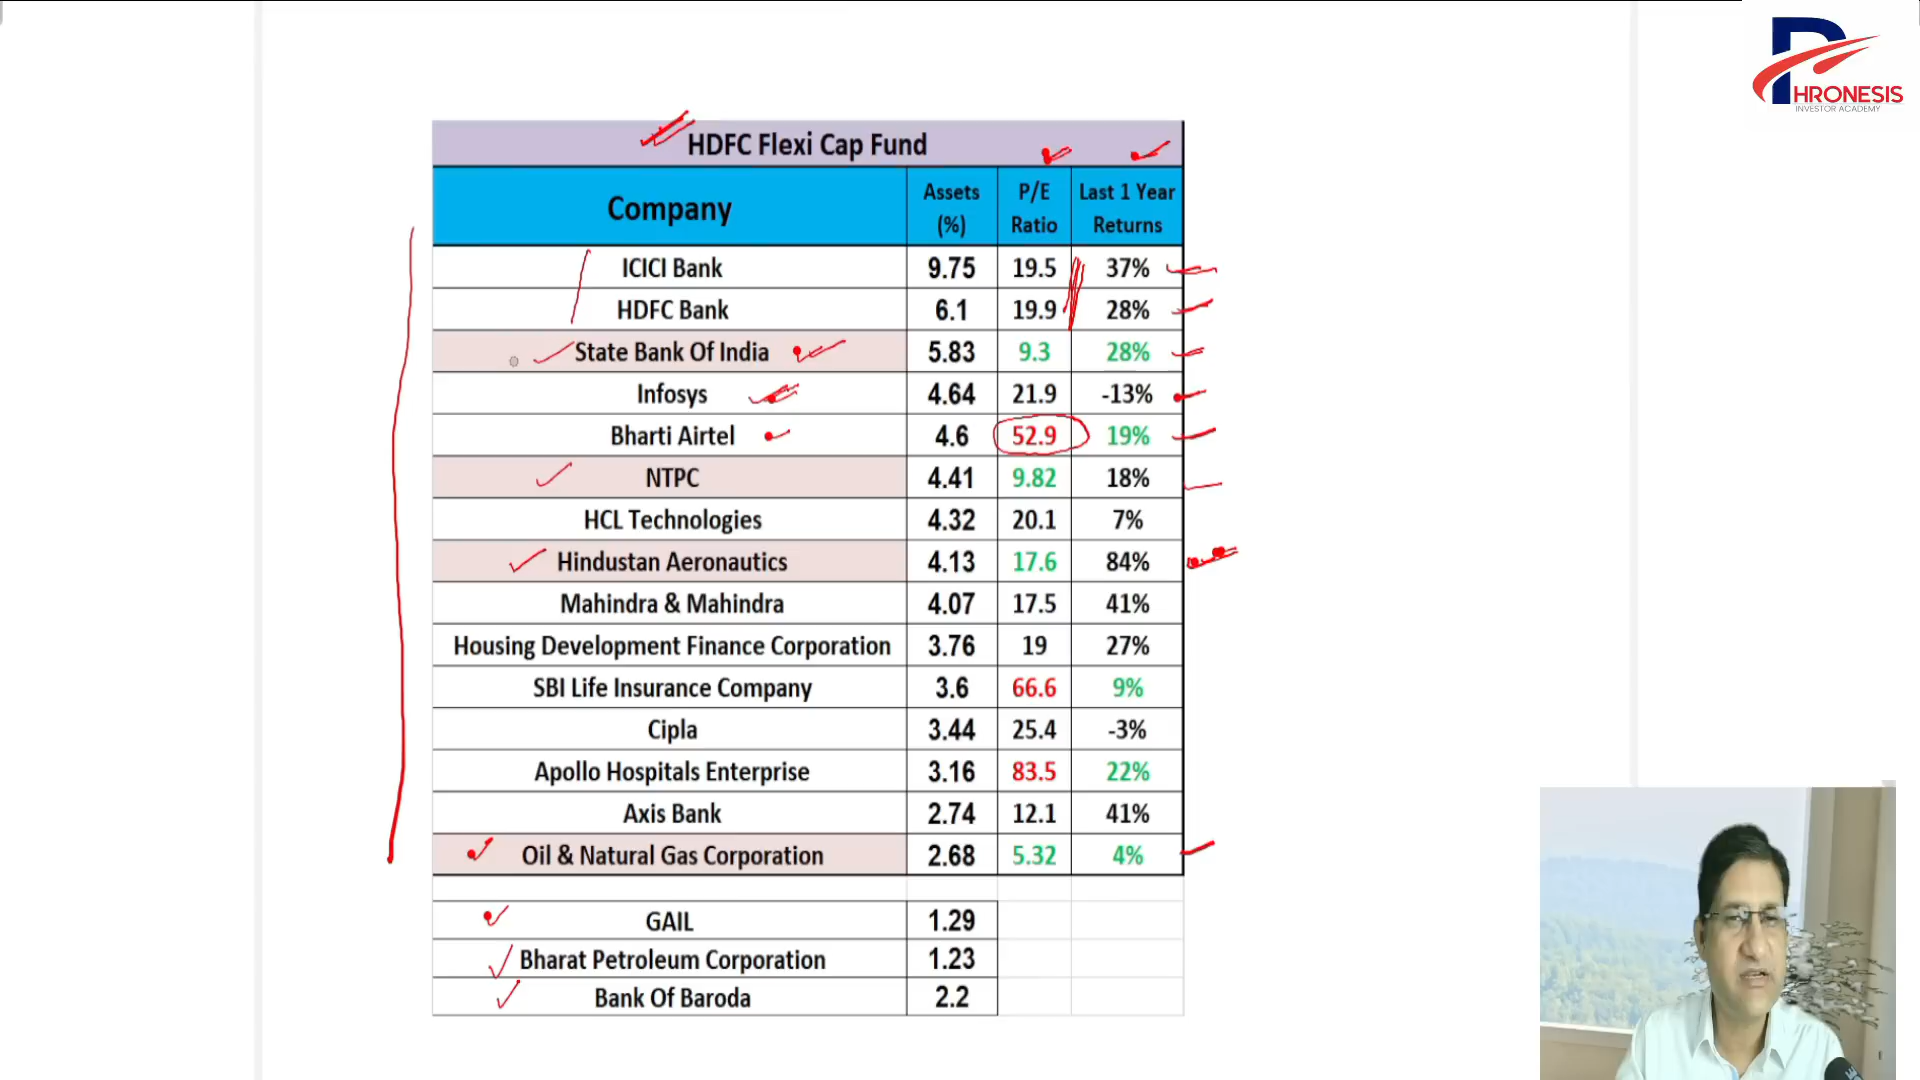 PHRONESIS
INVESTOR ACADEMY
HDFC Flexi Cap Fund
Company Assets (%) P/E Ratio Last 1 Year Returns
ICICI Bank 9.75 19.5 37%
HDFC Bank 6.1 19.9 28%
State Bank Of India 5.83 9.3 28%
Infosys 4.64 21.9 -13%
Bharti Airtel 4.6 52.9 19%
NTPC 4.41 9.82 18%
HCL Technologies 4.32 20.1 7%
Hindustan Aeronautics 4.13 17.6 84%
Mahindra & Mahindra 4.07 17.5 41%
Housing Development Finance Corporation 3.76 19 27%
SBI Life Insurance Company 3.6 66.6 9%
Cipla 3.44 25.4 -3%
Apollo Hospitals Enterprise 3.16 83.5 22%
Axis Bank 2.74 12.1 41%
Oil & Natural Gas Corporation 2.68 5.32 4%
GAIL 1.29
Bharat Petroleum Corporation 1.23
Bank Of Baroda 2.2